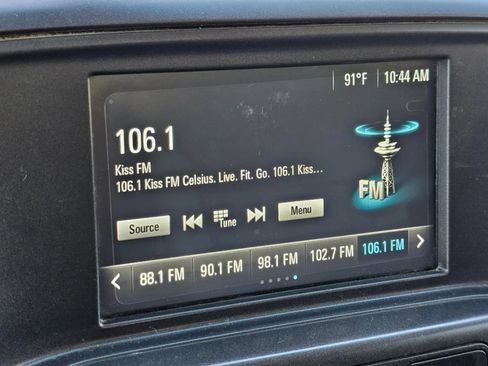 91°F 10:44 AM
106.1
Kiss FM
106.1 Kiss FM Celsius. Live. Fit. Go. 106.1 Kiss...
FM
Source Tune Menu
88.1 FM 90.1 FM 98.1 FM 102.7 FM 106.1 FM